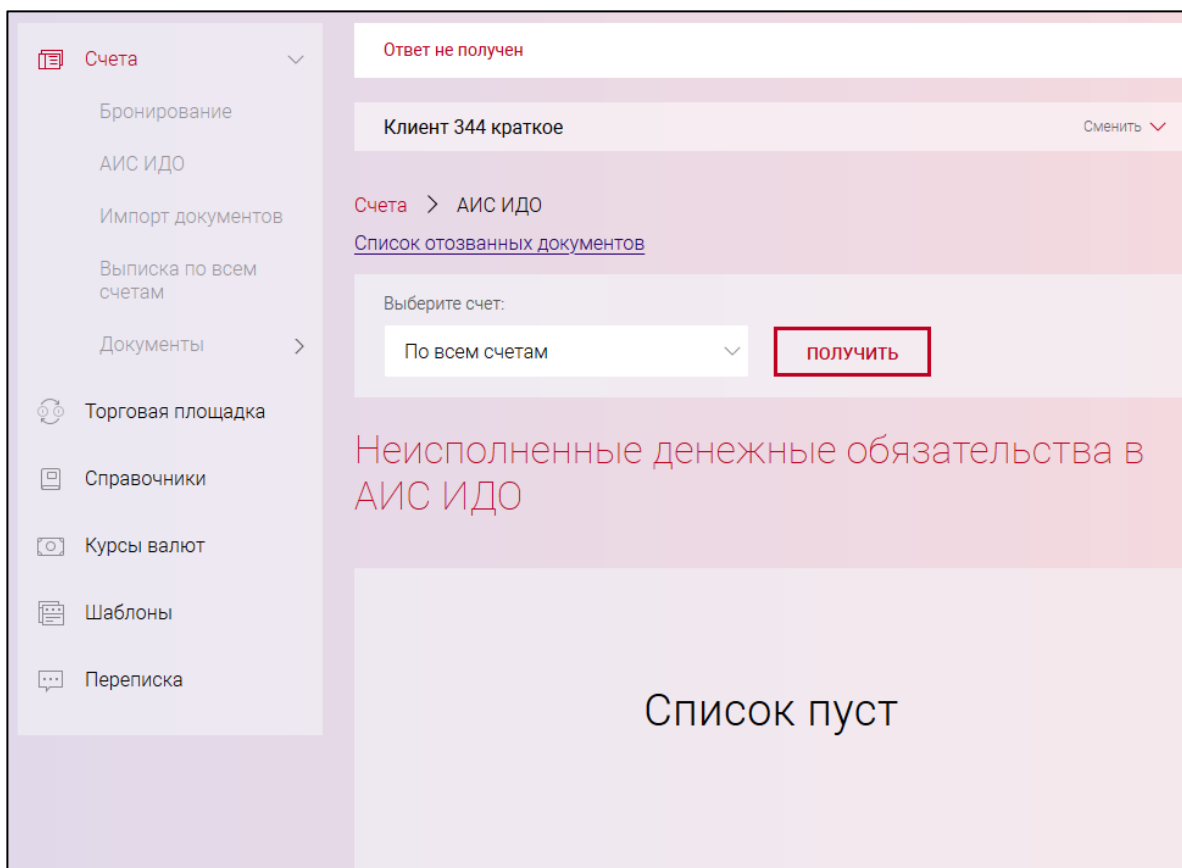 Счета
Бронирование
АИС ИДО
Импорт документов
Выписка по всем
счетам
Документы
Торговая площадка
Справочники
Курсы валют
Шаблоны
Переписка
Ответ не получен
Клиент 344 краткое
Сменить
Счета > АИС ИДО
Список отозванных документов
Выберите счет:
По всем счетам
ПОЛУЧИТЬ
Неисполненные денежные обязательства в
АИС ИДО
Список пуст